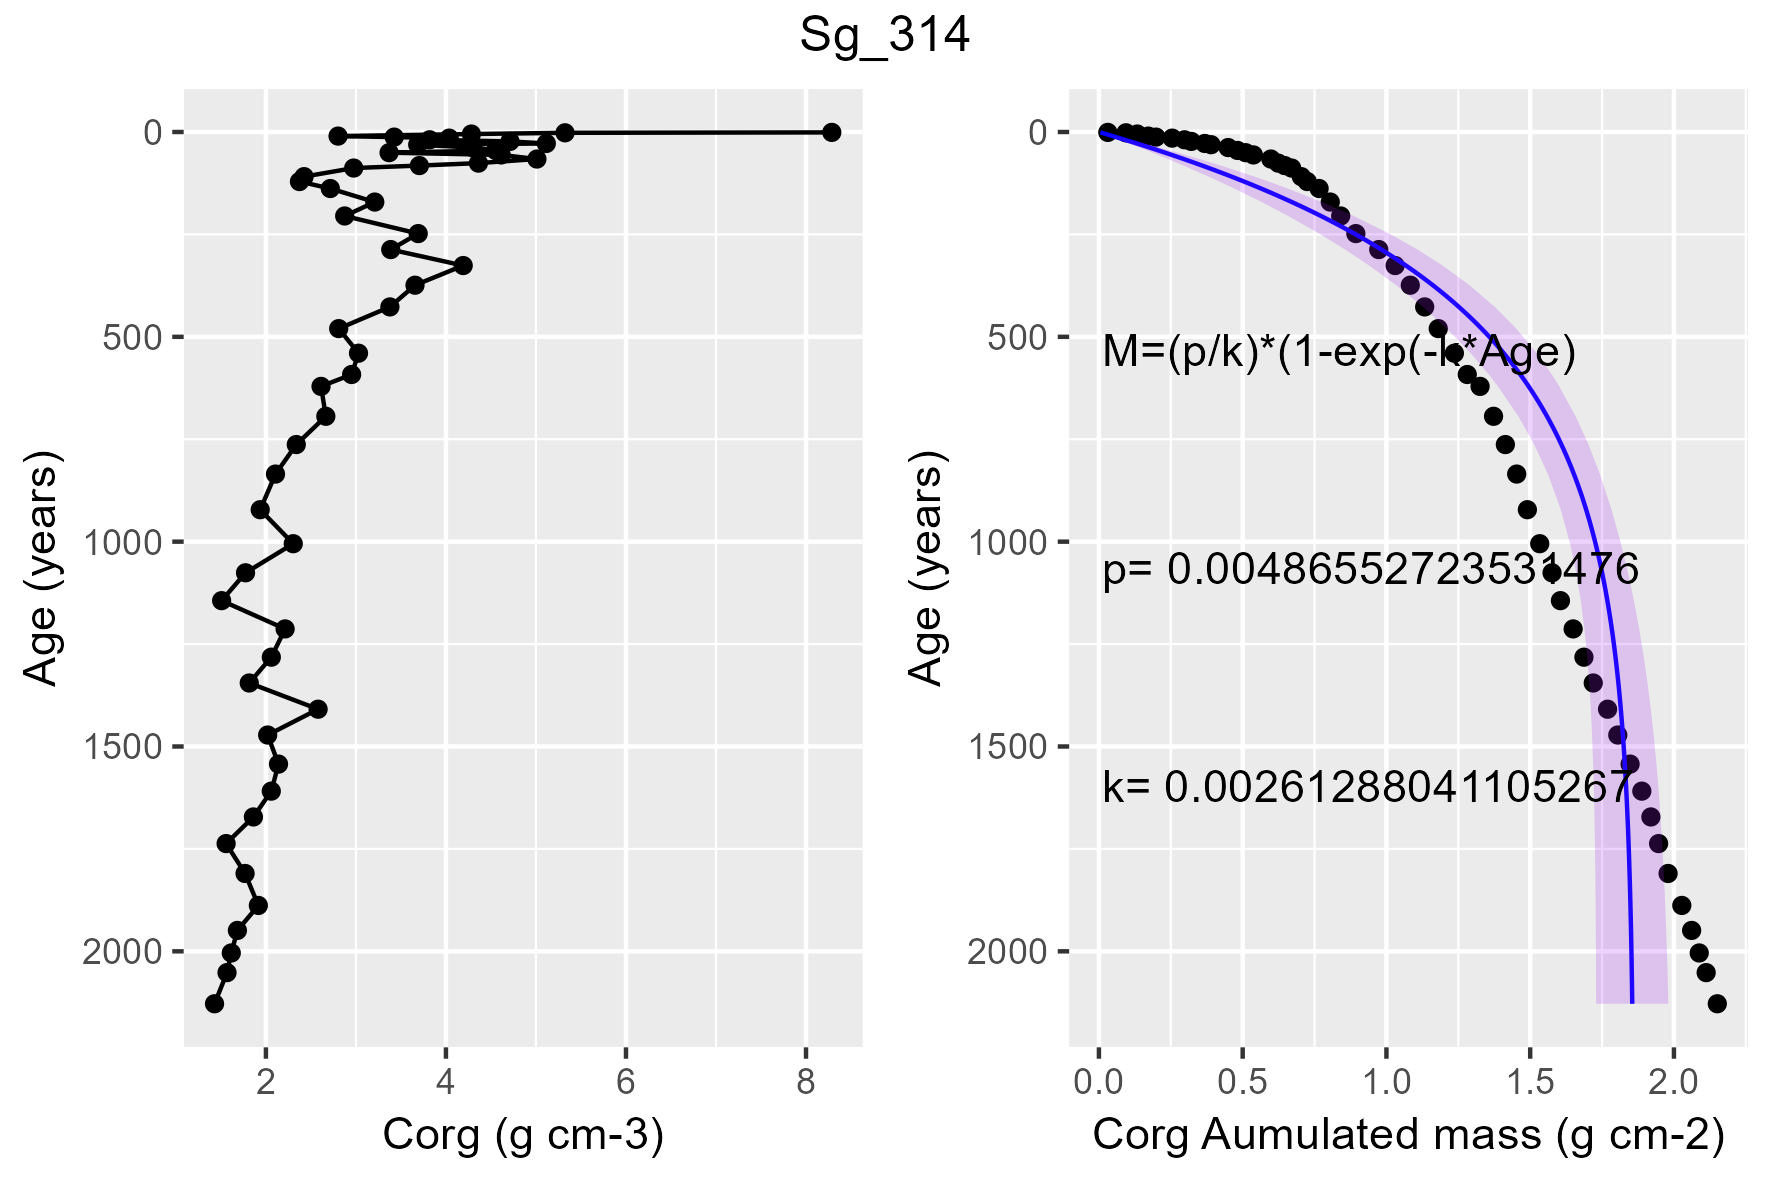 Sg_314
0
500
1000
1500
2000
Age (years)
2
4
6
8
Corg (g cm-3)
0
500
1000
1500
2000
Age (years)
M=(p/k)*(1-exp(-k*Age)
p= 0.00486552723531476
k= 0.00261288041105267
0.0
0.5
1.0
1.5
2.0
Corg Aumulated mass (g cm-2)